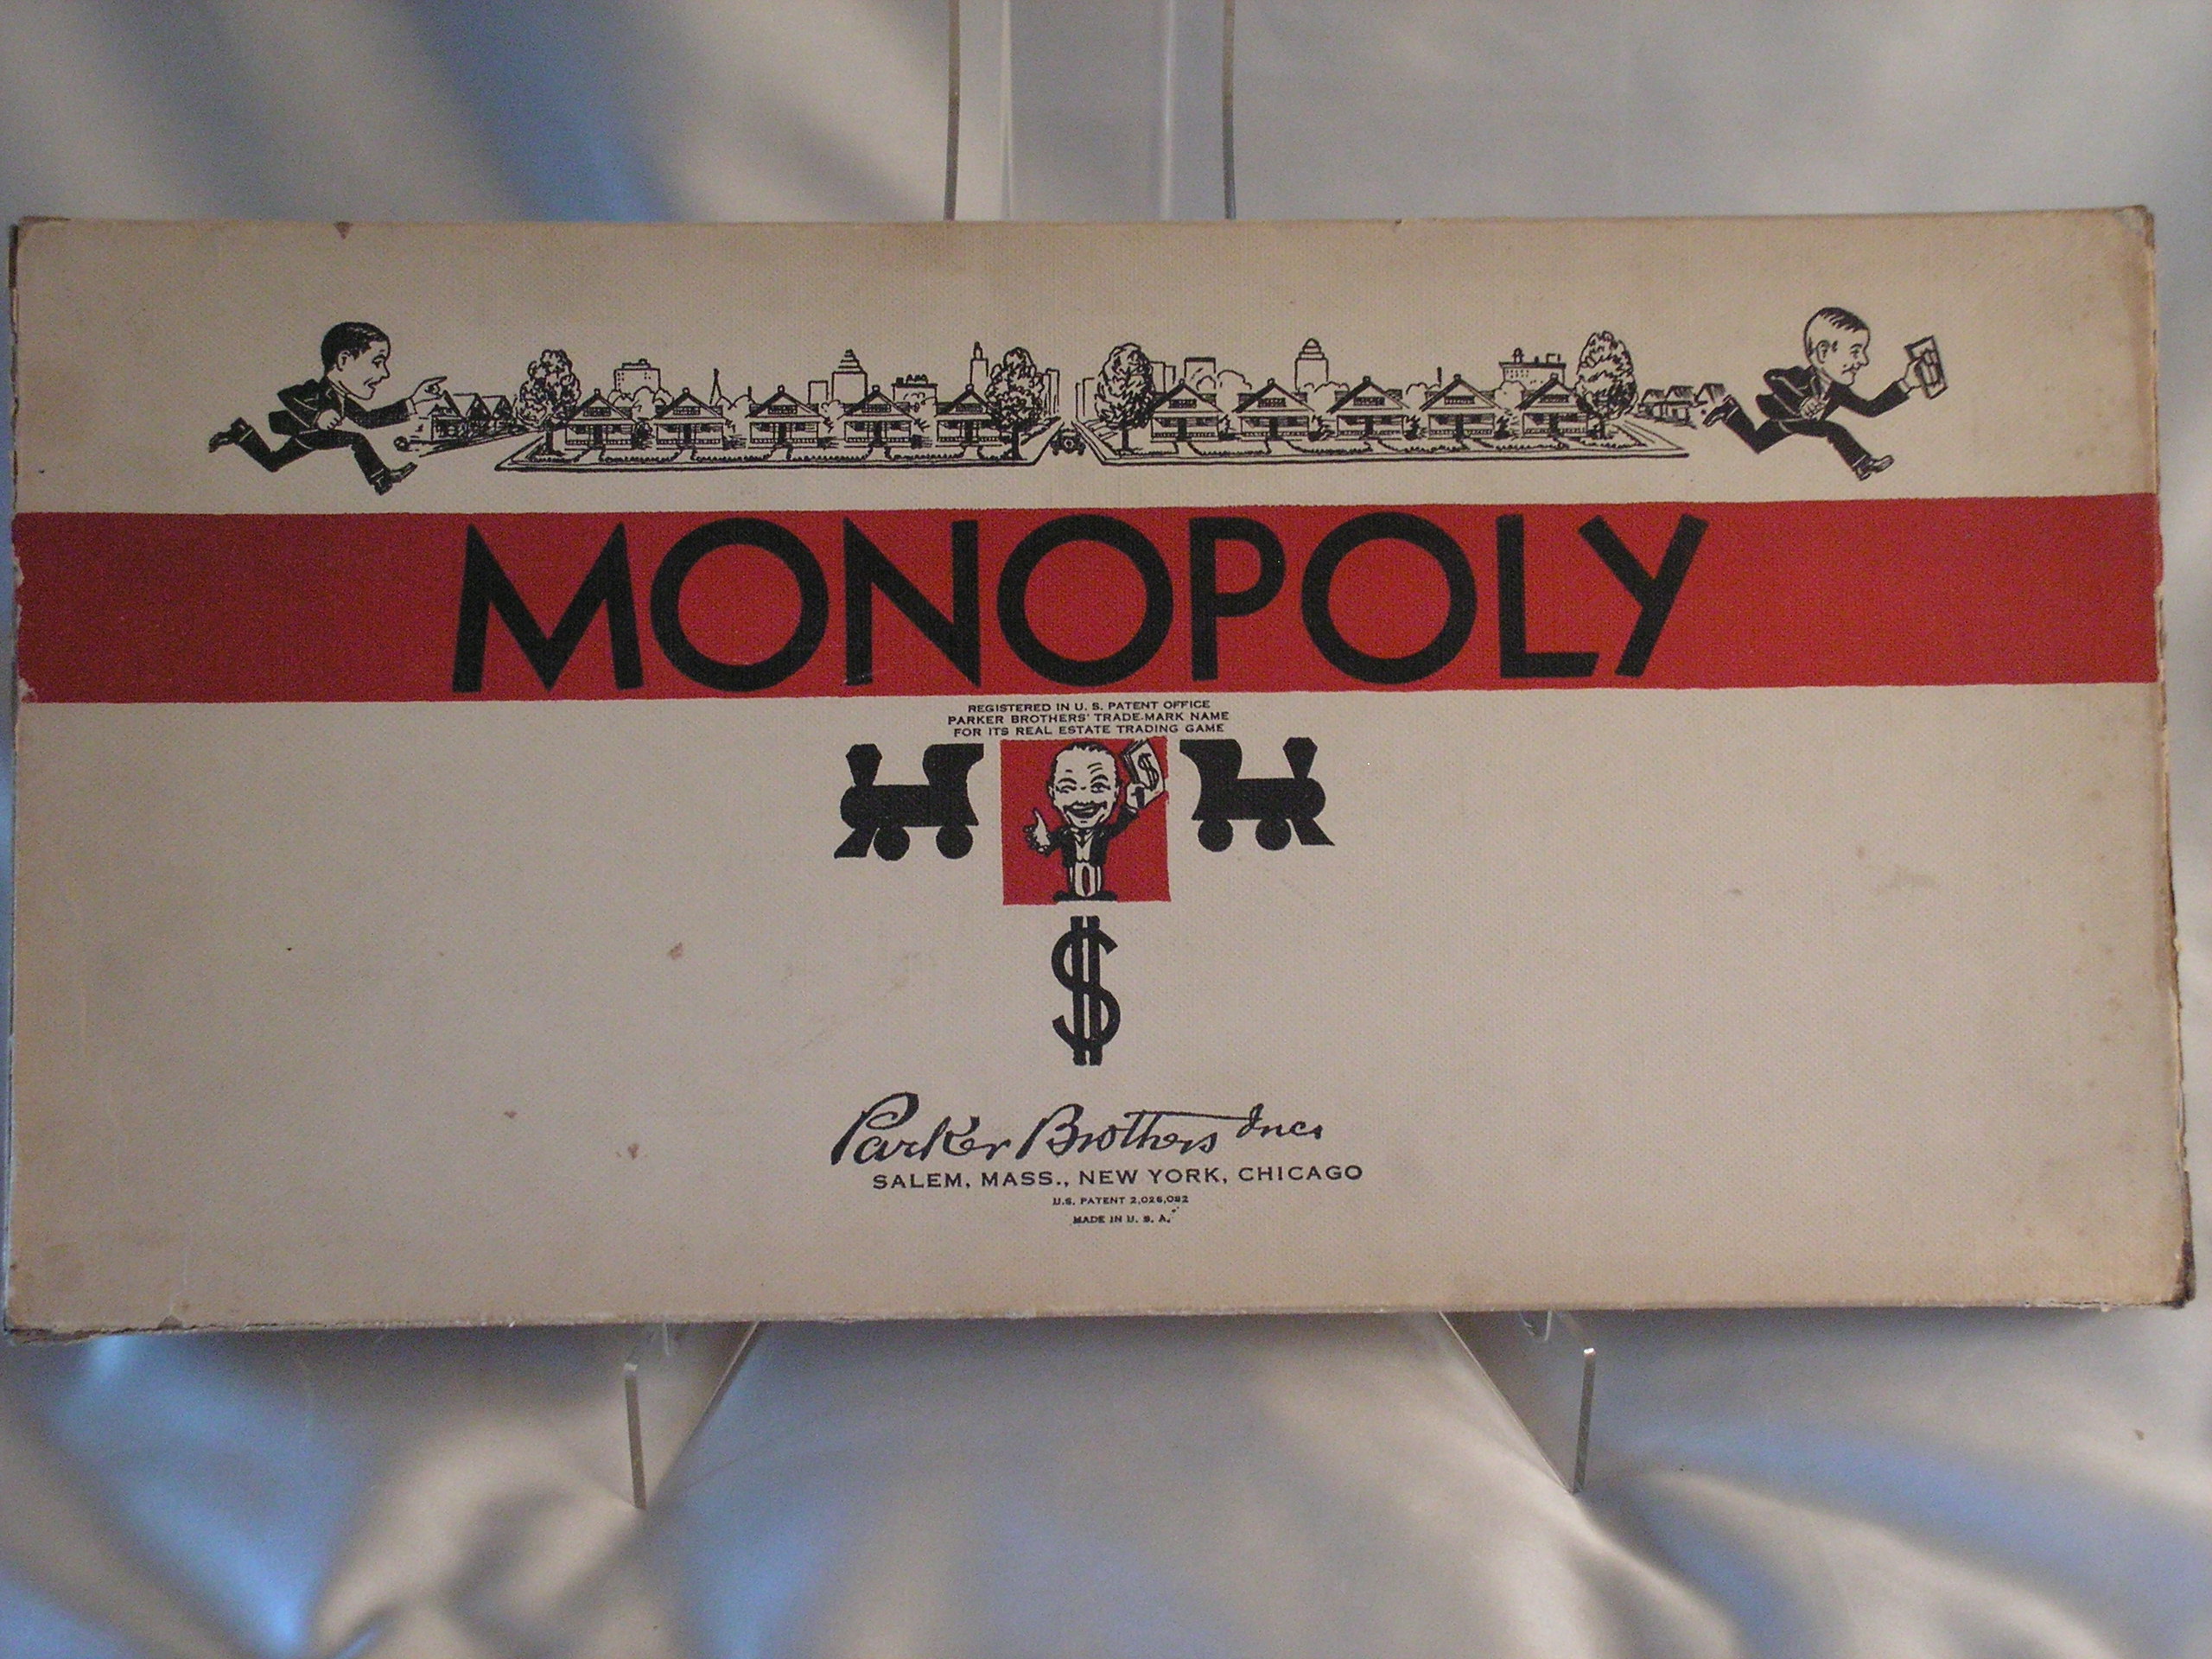 MONOPOLY
REGISTERED IN U. S. PATENT OFFICE
PARKER BROTHERS' TRADE-MARK NAME
FOR ITS REAL ESTATE TRADING GAME
$
$
Parker Brothers Inc.
SALEM, MASS., NEW YORK, CHICAGO
U.S. PATENT 2,026,082
MADE IN U. S. A.